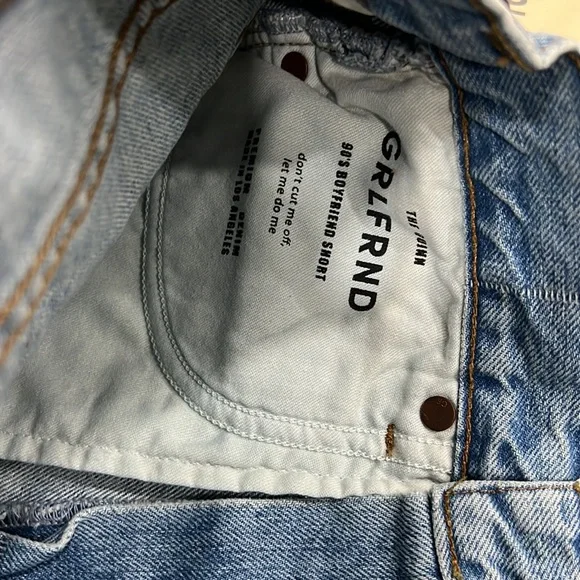 THE QUINN
GRLFRND
90'S BOYFRIEND SHORT
don't cut me off,
let me do me
PREMIUM DENIM
MADE IN LOS ANGELES